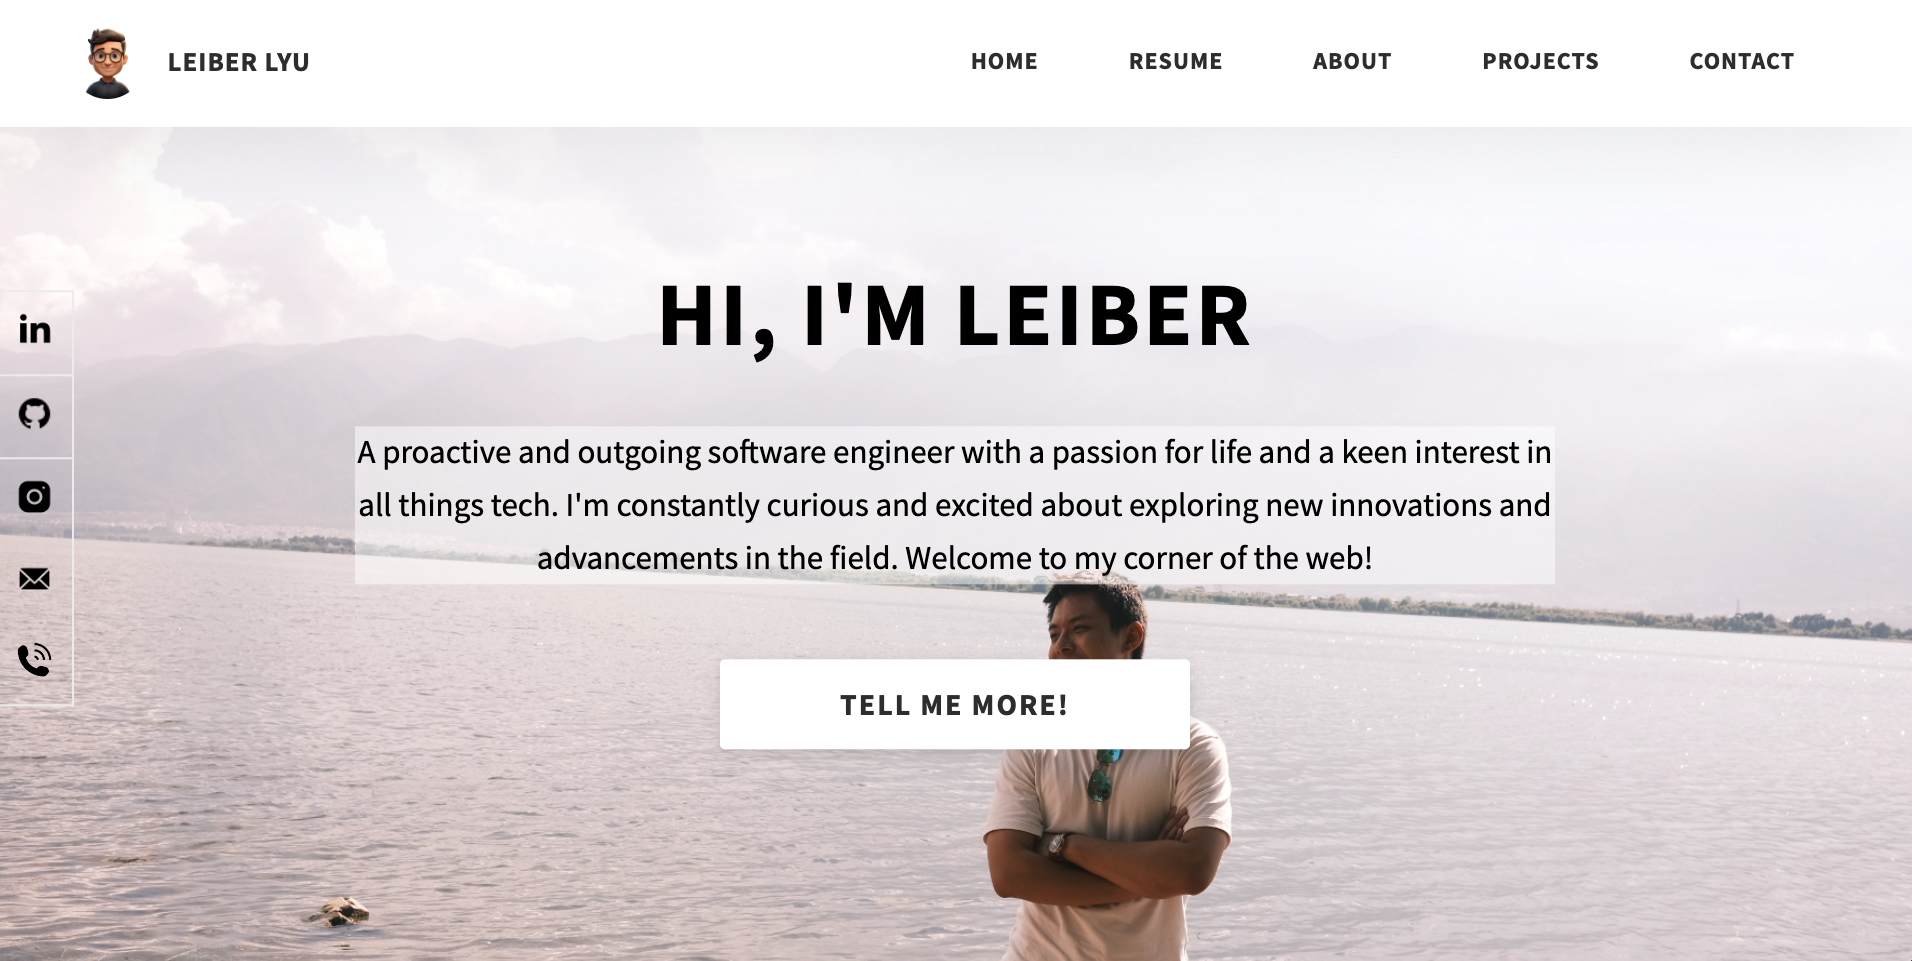 LEIBER LYU
HOME RESUME ABOUT PROJECTS CONTACT
HI, I'M LEIBER
in
A proactive and outgoing software engineer with a passion for life and a keen interest in
all things tech. I'm constantly curious and excited about exploring new innovations and
advancements in the field. Welcome to my corner of the web!
TELL ME MORE!